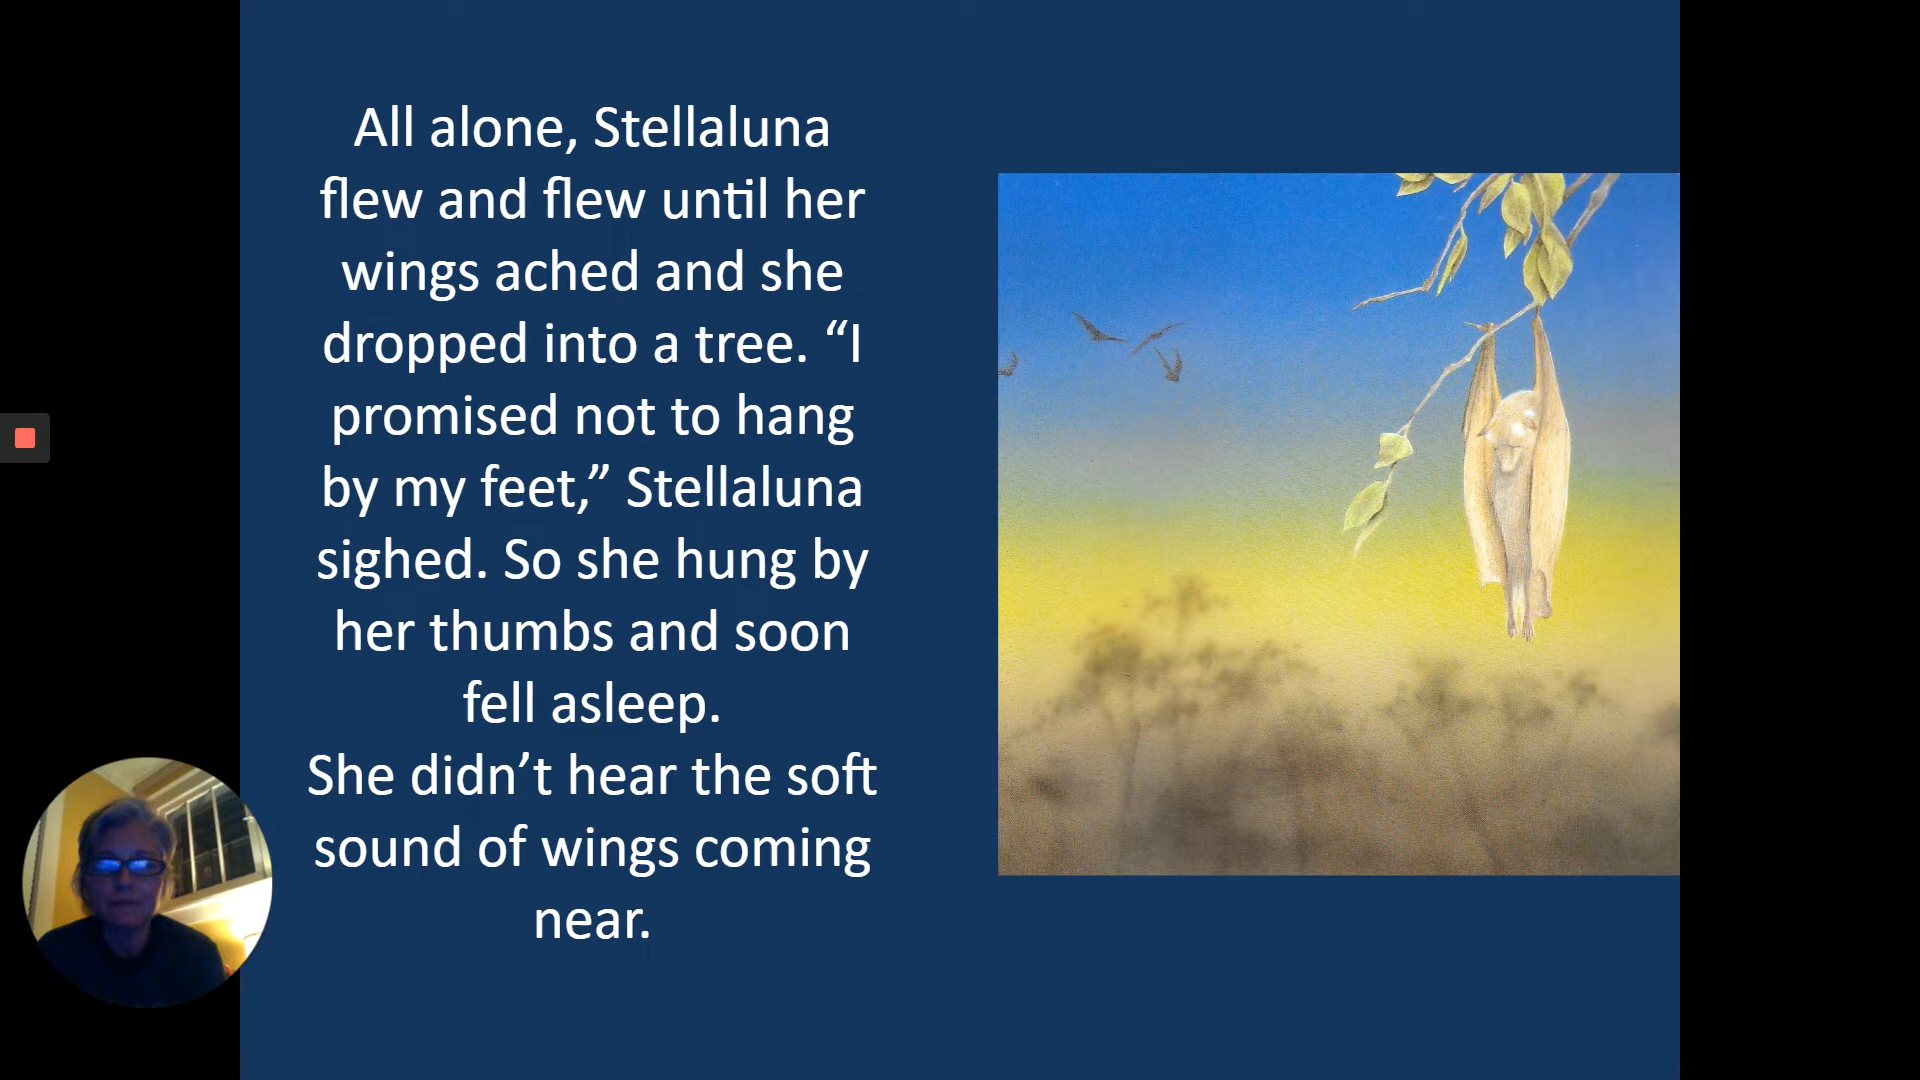 All alone, Stellaluna
flew and flew until her
wings ached and she
dropped into a tree. “I
promised not to hang
by my feet,” Stellaluna
sighed. So she hung by
her thumbs and soon
fell asleep.
She didn’t hear the soft
sound of wings coming
near.